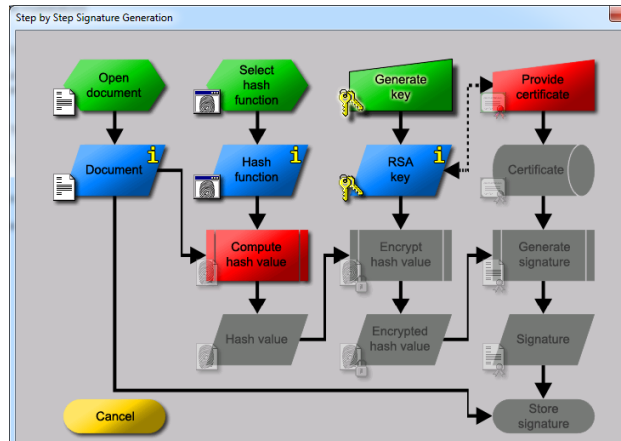 Step by Step Signature Generation
Open
document
Select
hash
function
Generate
key
Provide
certificate
Document
i
Hash
function
i
RSA
key
i
Certificate
Compute
hash value
Encrypt
hash value
Generate
signature
Hash value
Encrypted
hash value
Signature
Cancel
Store
signature